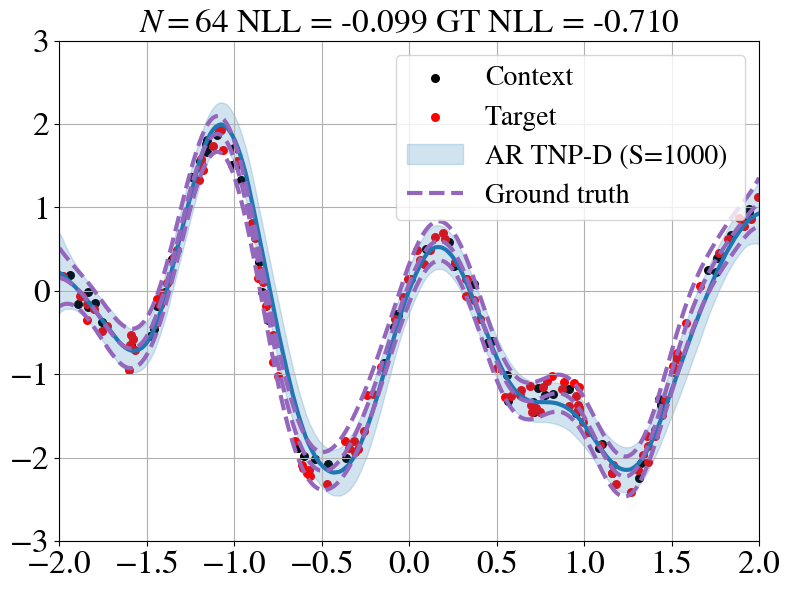 N = 64 NLL = -0.099 GT NLL = -0.710
3
2
1
0
−1
−2
−3
Context
Target
AR TNP-D (S=1000)
Ground truth
−2.0 −1.5 −1.0 −0.5 0.0 0.5 1.0 1.5 2.0